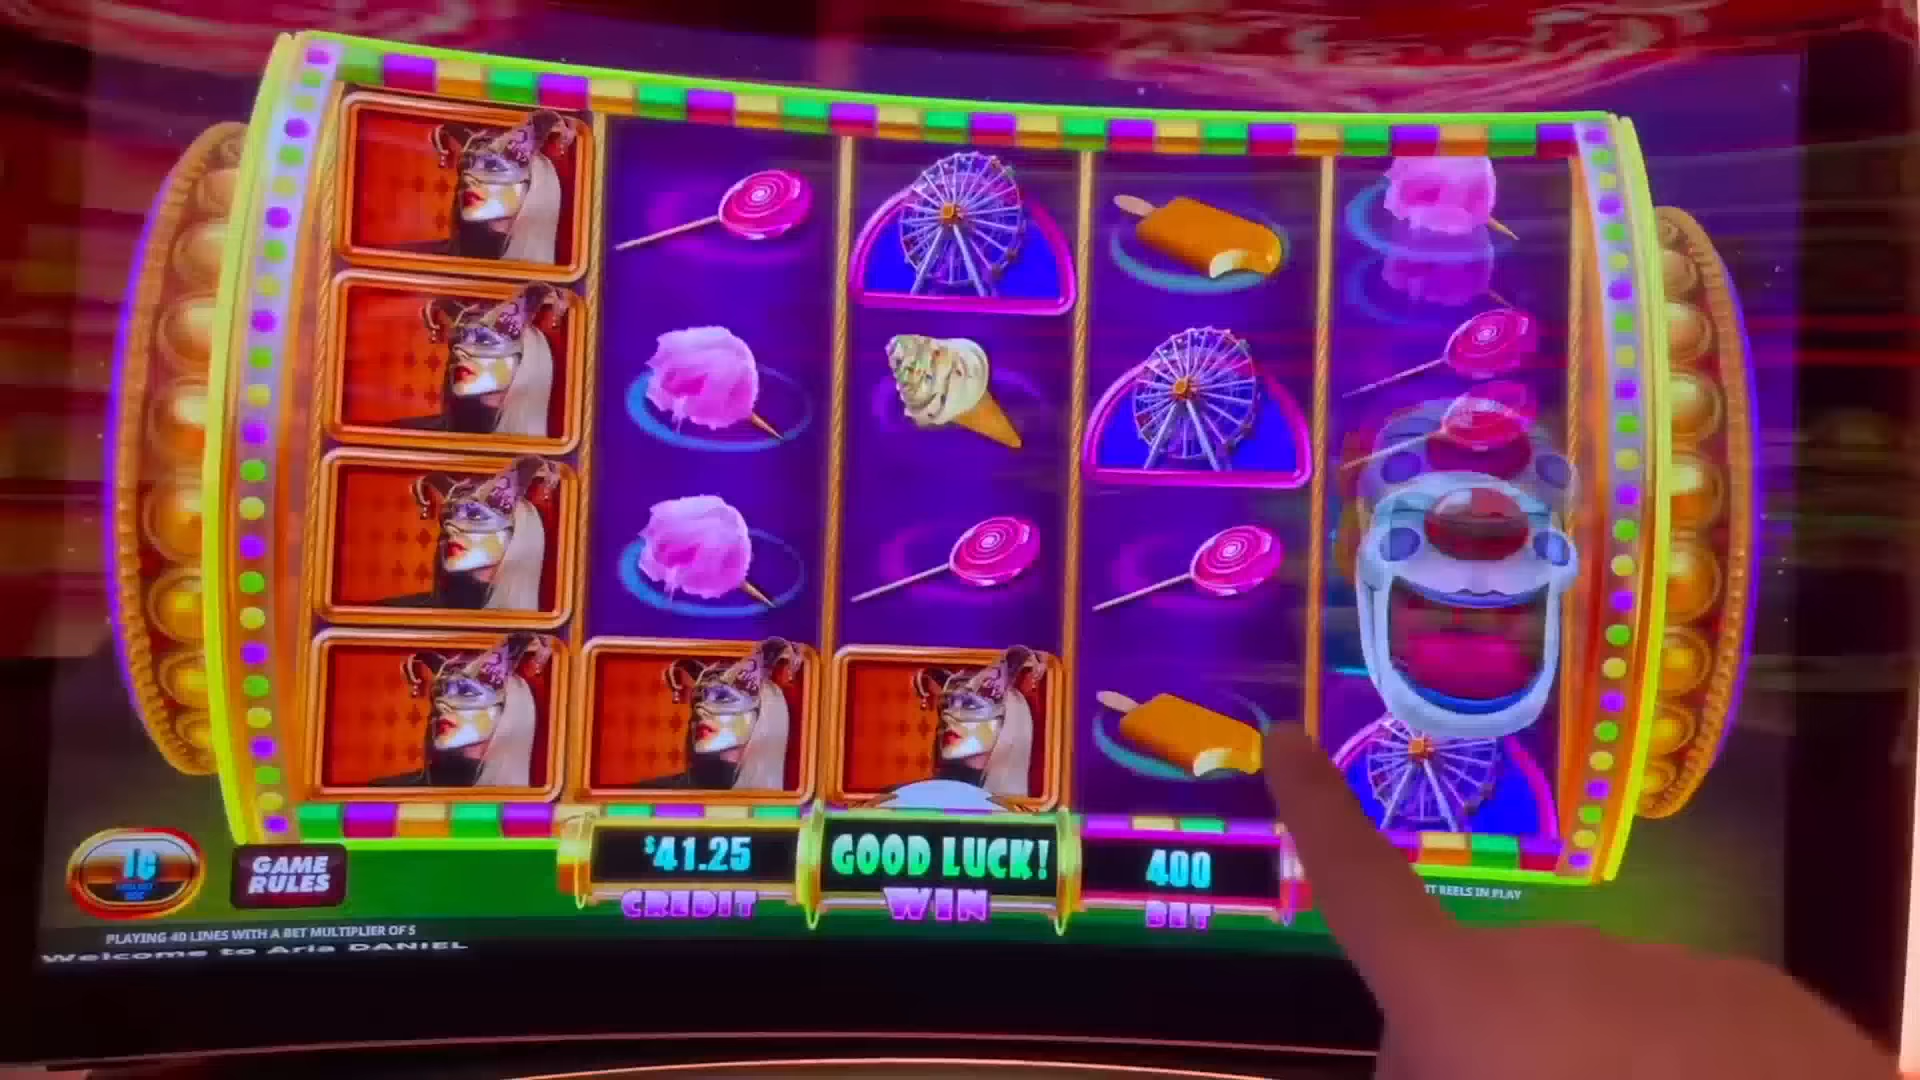 1¢
GAME
RULES
$41.25
CREDIT
GOOD LUCK!
WIN
400
BET
IT REELS IN PLAY
PLAYING 40 LINES WITH A BET MULTIPLIER OF 5
Welcome to Aria DANIEL